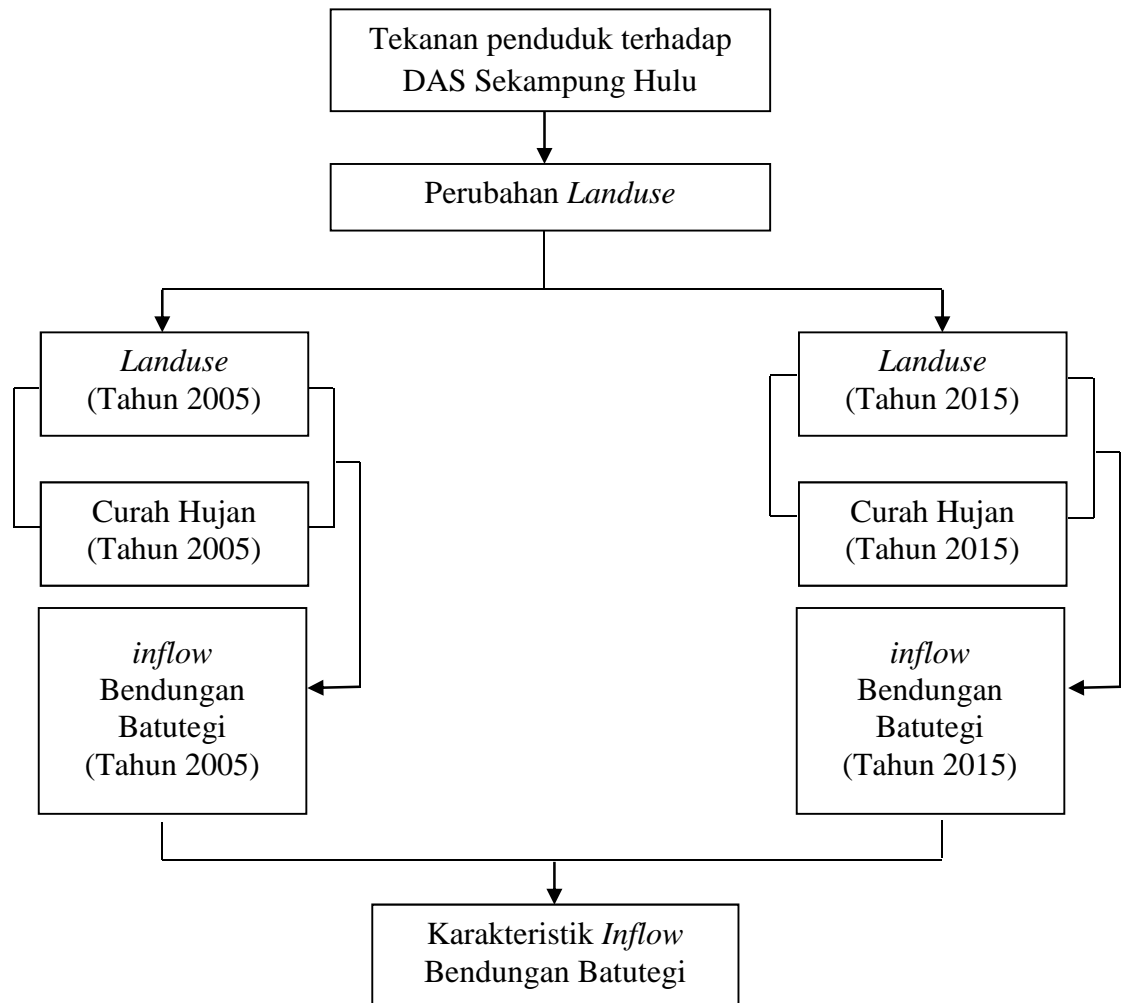 Tekanan penduduk terhadap
DAS Sekampung Hulu
Perubahan Landuse
Landuse
(Tahun 2005)
Landuse
(Tahun 2015)
Curah Hujan
(Tahun 2005)
Curah Hujan
(Tahun 2015)
inflow
Bendungan
Batutegi
(Tahun 2005)
inflow
Bendungan
Batutegi
(Tahun 2015)
Karakteristik Inflow
Bendungan Batutegi